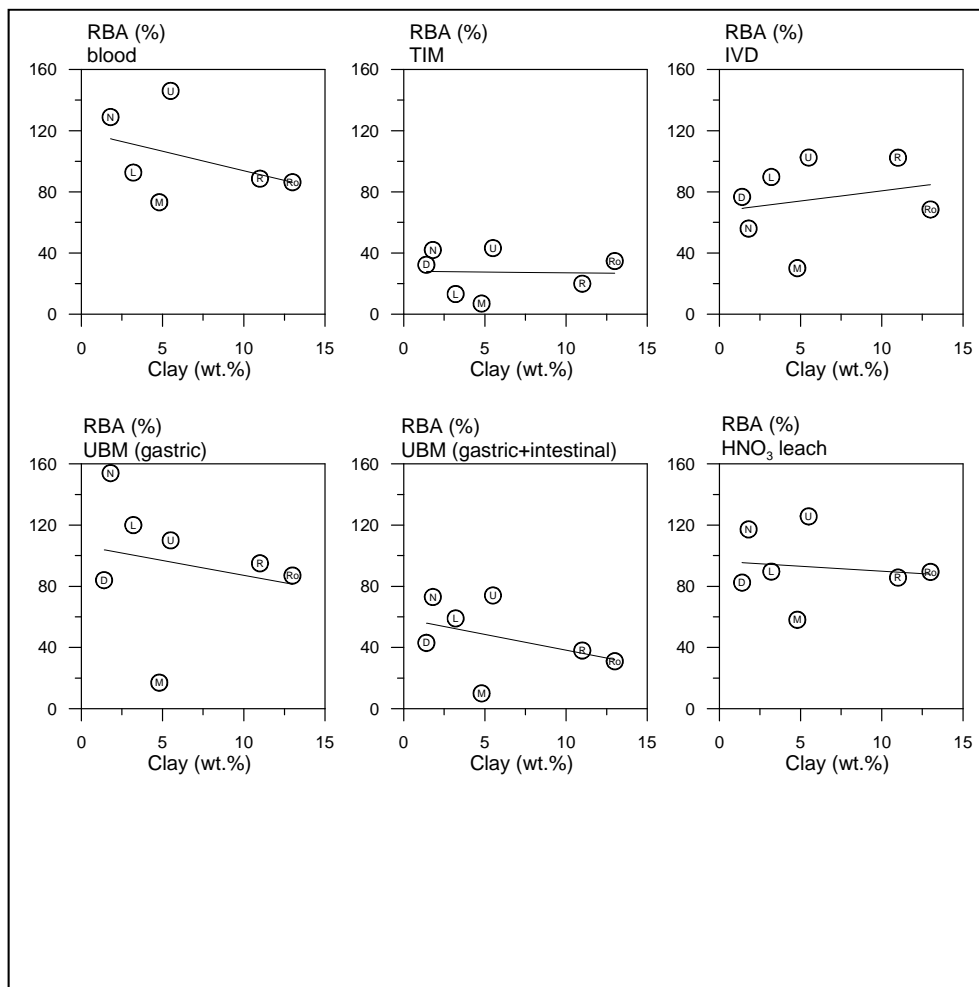 RBA (%)
blood
160
120
80
40
0
N
U
L
M
R
Ro
0 5 10 15
Clay (wt.%)
RBA (%)
TIM
160
120
80
40
0
N
D
U
L
M
R
Ro
0 5 10 15
Clay (wt.%)
RBA (%)
IVD
160
120
80
40
0
D
N
L
U
M
R
Ro
0 5 10 15
Clay (wt.%)
RBA (%)
UBM (gastric)
160
120
80
40
0
N
L
U
D
R
Ro
M
0 5 10 15
Clay (wt.%)
RBA (%)
UBM (gastric+intestinal)
160
120
80
40
0
N
U
L
D
R
Ro
M
0 5 10 15
Clay (wt.%)
RBA (%)
HNO₃ leach
160
120
80
40
0
N
U
D
L
R
Ro
M
0 5 10 15
Clay (wt.%)